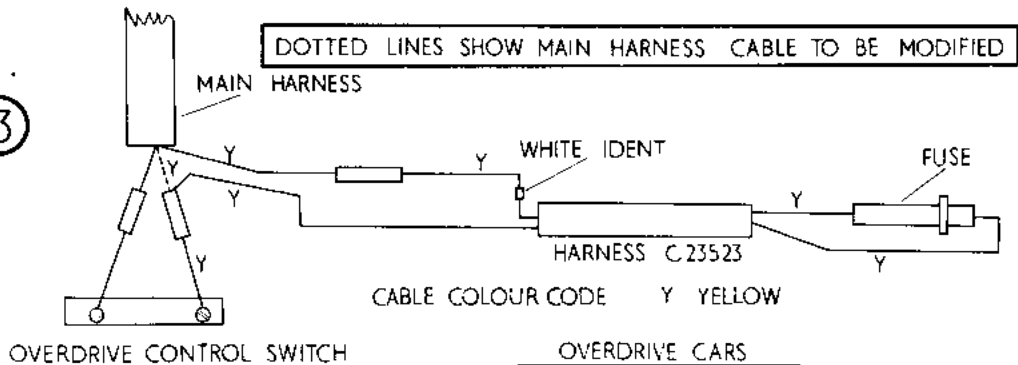 DOTTED LINES SHOW MAIN HARNESS CABLE TO BE MODIFIED
MAIN HARNESS
3
Y
Y
WHITE IDENT
FUSE
Y
Y
Y
Y
HARNESS C.23523
Y
CABLE COLOUR CODE Y YELLOW
OVERDRIVE CONTROL SWITCH
OVERDRIVE CARS